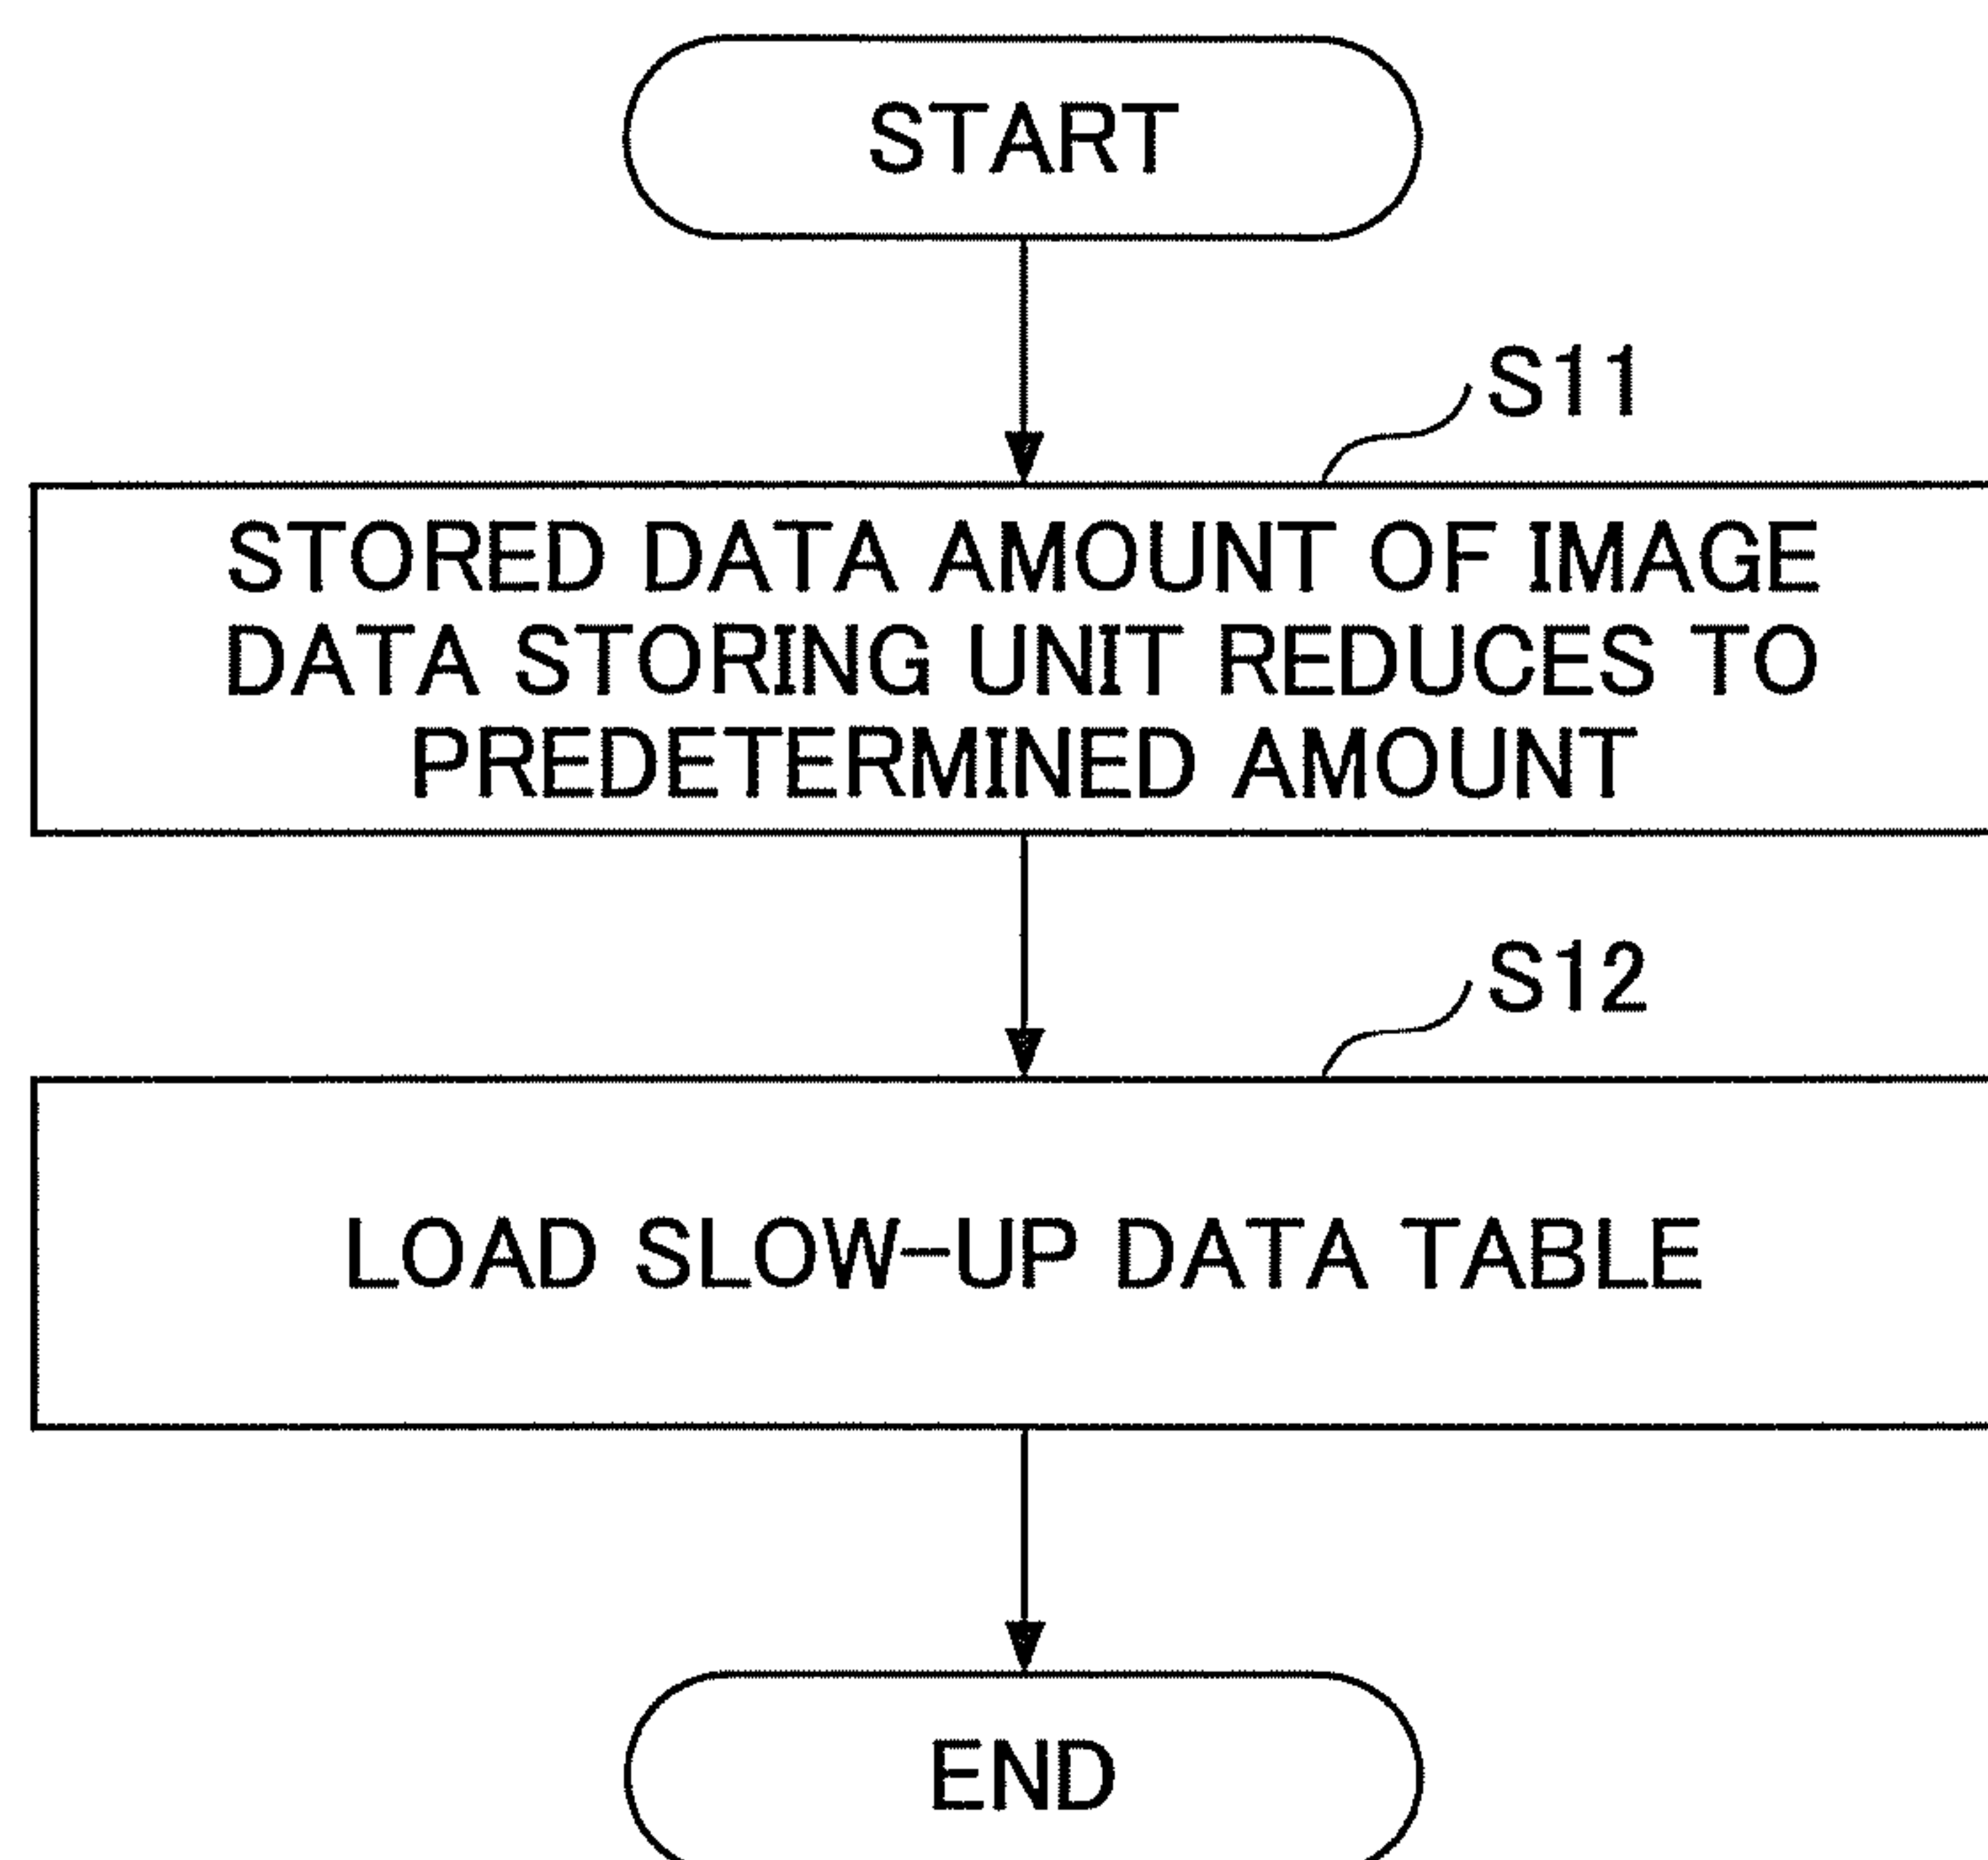 START
S11
STORED DATA AMOUNT OF IMAGE
DATA STORING UNIT REDUCES TO
PREDETERMINED AMOUNT
S12
LOAD SLOW-UP DATA TABLE
END